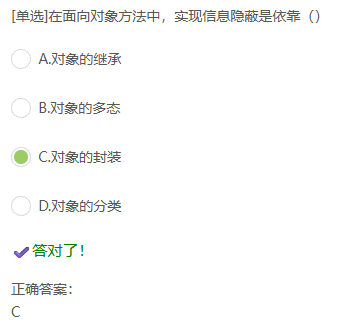 [单选]在面向对象方法中，实现信息隐蔽是依靠（）
A.对象的继承
B.对象的多态
C.对象的封装
D.对象的分类
答对了！
正确答案：
C